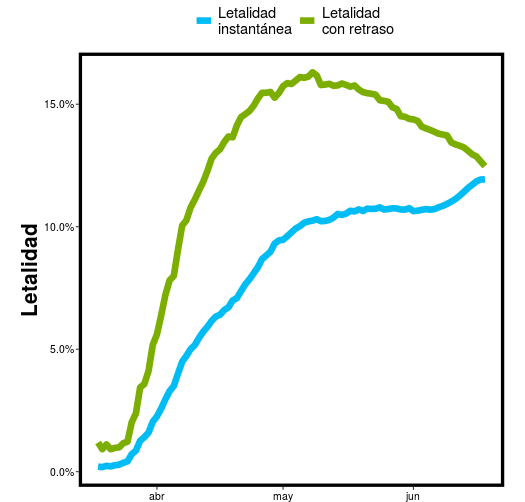 Letalidad
instantánea
Letalidad
con retraso
Letalidad
15.0%
10.0%
5.0%
0.0%
abr
may
jun